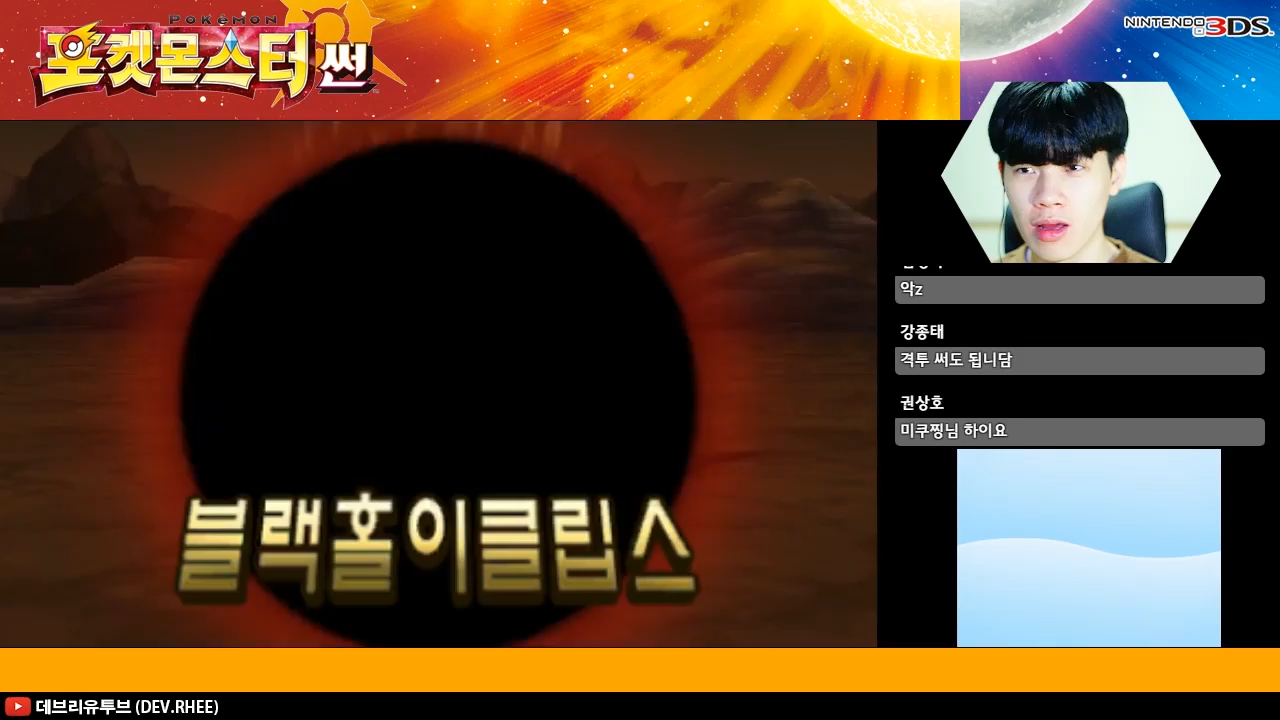 POKéMON
포켓몬스터 썬
NINTENDO 3DS
악z
강종태
격투 써도 됩니담
권상호
미쿠찡님 하이요
블랙홀이클립스
데브리유투브 (DEV.RHEE)